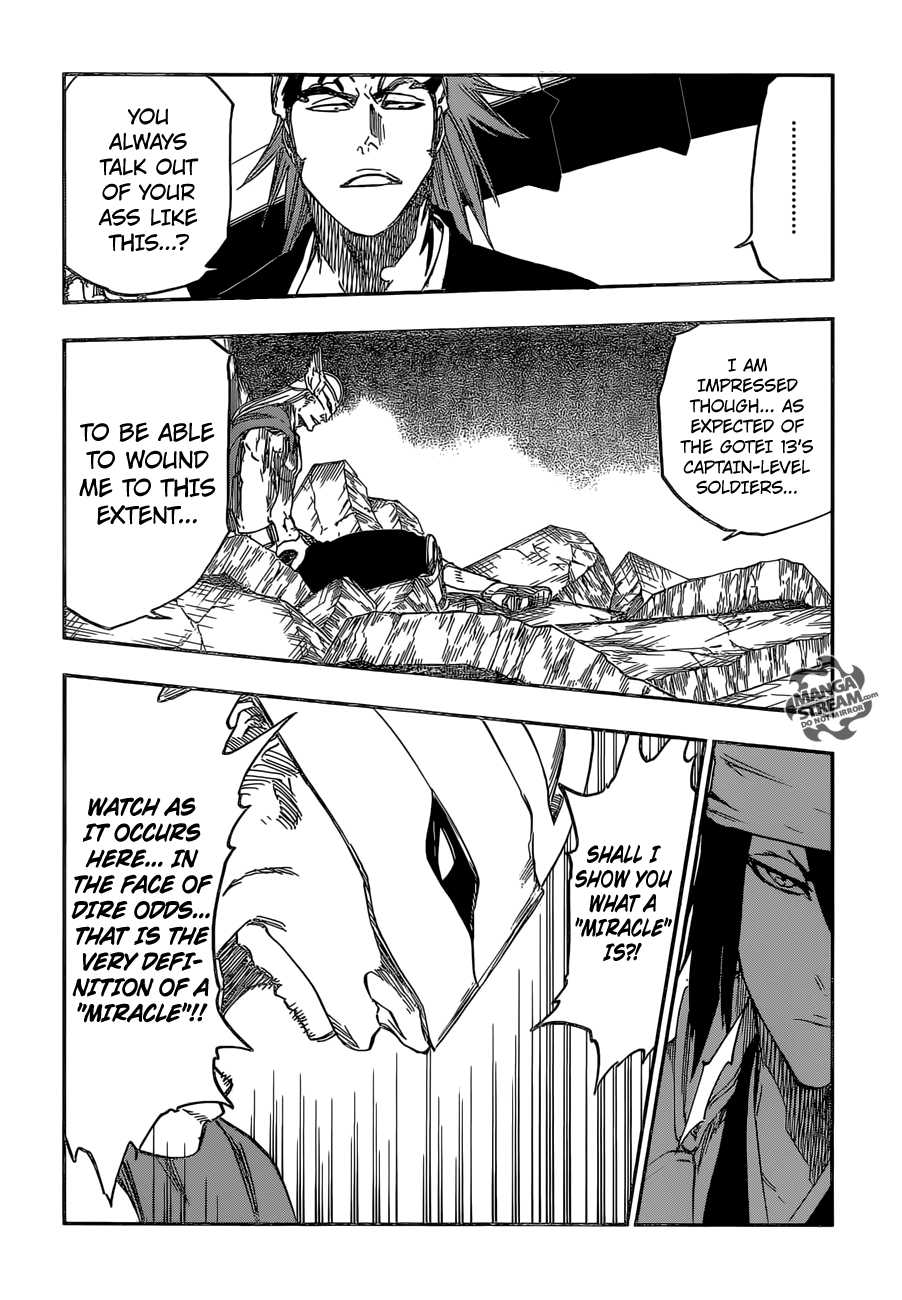 ..........
YOU
ALWAYS
TALK OUT
OF YOUR
ASS LIKE
THIS...?
I AM
IMPRESSED
THOUGH... AS
EXPECTED OF
THE GOTEI 13'S
CAPTAIN-LEVEL
SOLDIERS...
TO BE ABLE
TO WOUND
ME TO THIS
EXTENT...
MANGA
STREAM.com
DO NOT MIRROR
SHALL I
SHOW YOU
WHAT A
"MIRACLE"
IS?!
WATCH AS
IT OCCURS
HERE... IN
THE FACE OF
DIRE ODDS...
THAT IS THE
VERY DEFI-
NITION OF A
"MIRACLE"!!